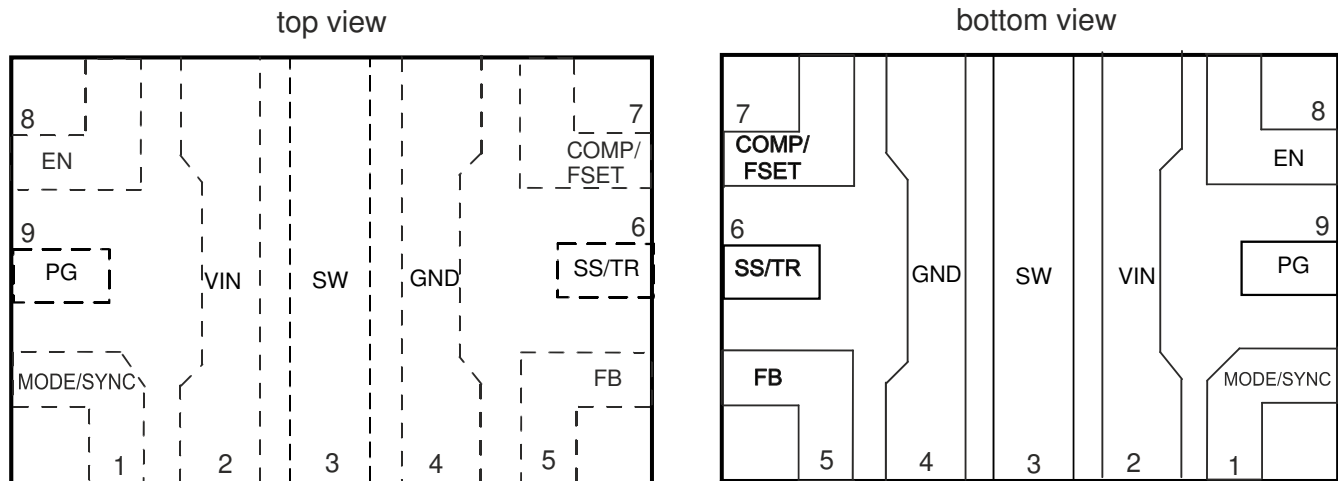 top view
8
EN
7
COMP/
FSET
9
PG
VIN
SW
GND
6
SS/TR
MODE/SYNC
FB
1
2
3
4
5
bottom view
7
COMP/
FSET
8
EN
6
SS/TR
GND
SW
VIN
9
PG
FB
MODE/SYNC
5
4
3
2
1